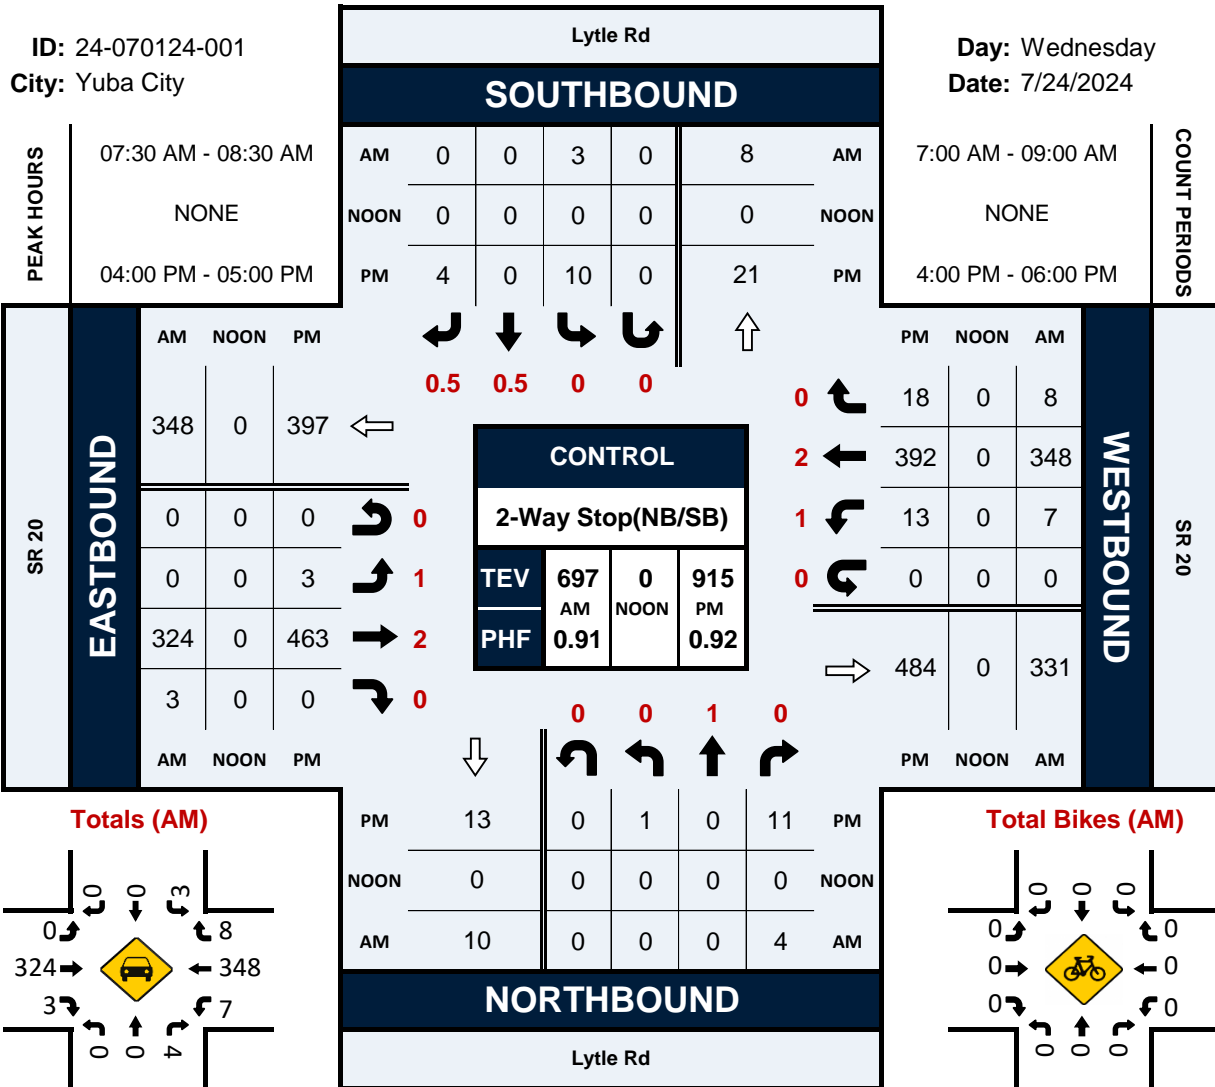 Lytle Rd
ID: 24-070124-001
City: Yuba City
Day: Wednesday
Date: 7/24/2024
SOUTHBOUND
PEAK HOURS
07:30 AM - 08:30 AM
NONE
04:00 PM - 05:00 PM
AM 0 0 3 0 8 AM
NOON 0 0 0 0 0 NOON
PM 4 0 10 0 21 PM
7:00 AM - 09:00 AM
NONE
4:00 PM - 06:00 PM
COUNT PERIODS
0.5 0.5 0 0
SR 20
EASTBOUND
AM NOON PM
348 0 397
0 0 0 0
0 0 3 1
324 0 463 2
3 0 0 0
AM NOON PM
CONTROL
2-Way Stop(NB/SB)
TEV 697 0 915
AM NOON PM
PHF 0.91 0.92
PM NOON AM
0 18 0 8
2 392 0 348
1 13 0 7
0 0 0 0
484 0 331
PM NOON AM
WESTBOUND
SR 20
0 0 1 0
PM 13 0 1 0 11 PM
NOON 0 0 0 0 0 NOON
AM 10 0 0 0 4 AM
NORTHBOUND
Lytle Rd
Totals (AM)
0 0 3
0 8
324 348
3 7
0 0 4
Total Bikes (AM)
0 0 0
0 0
0 0
0 0
0 0 0